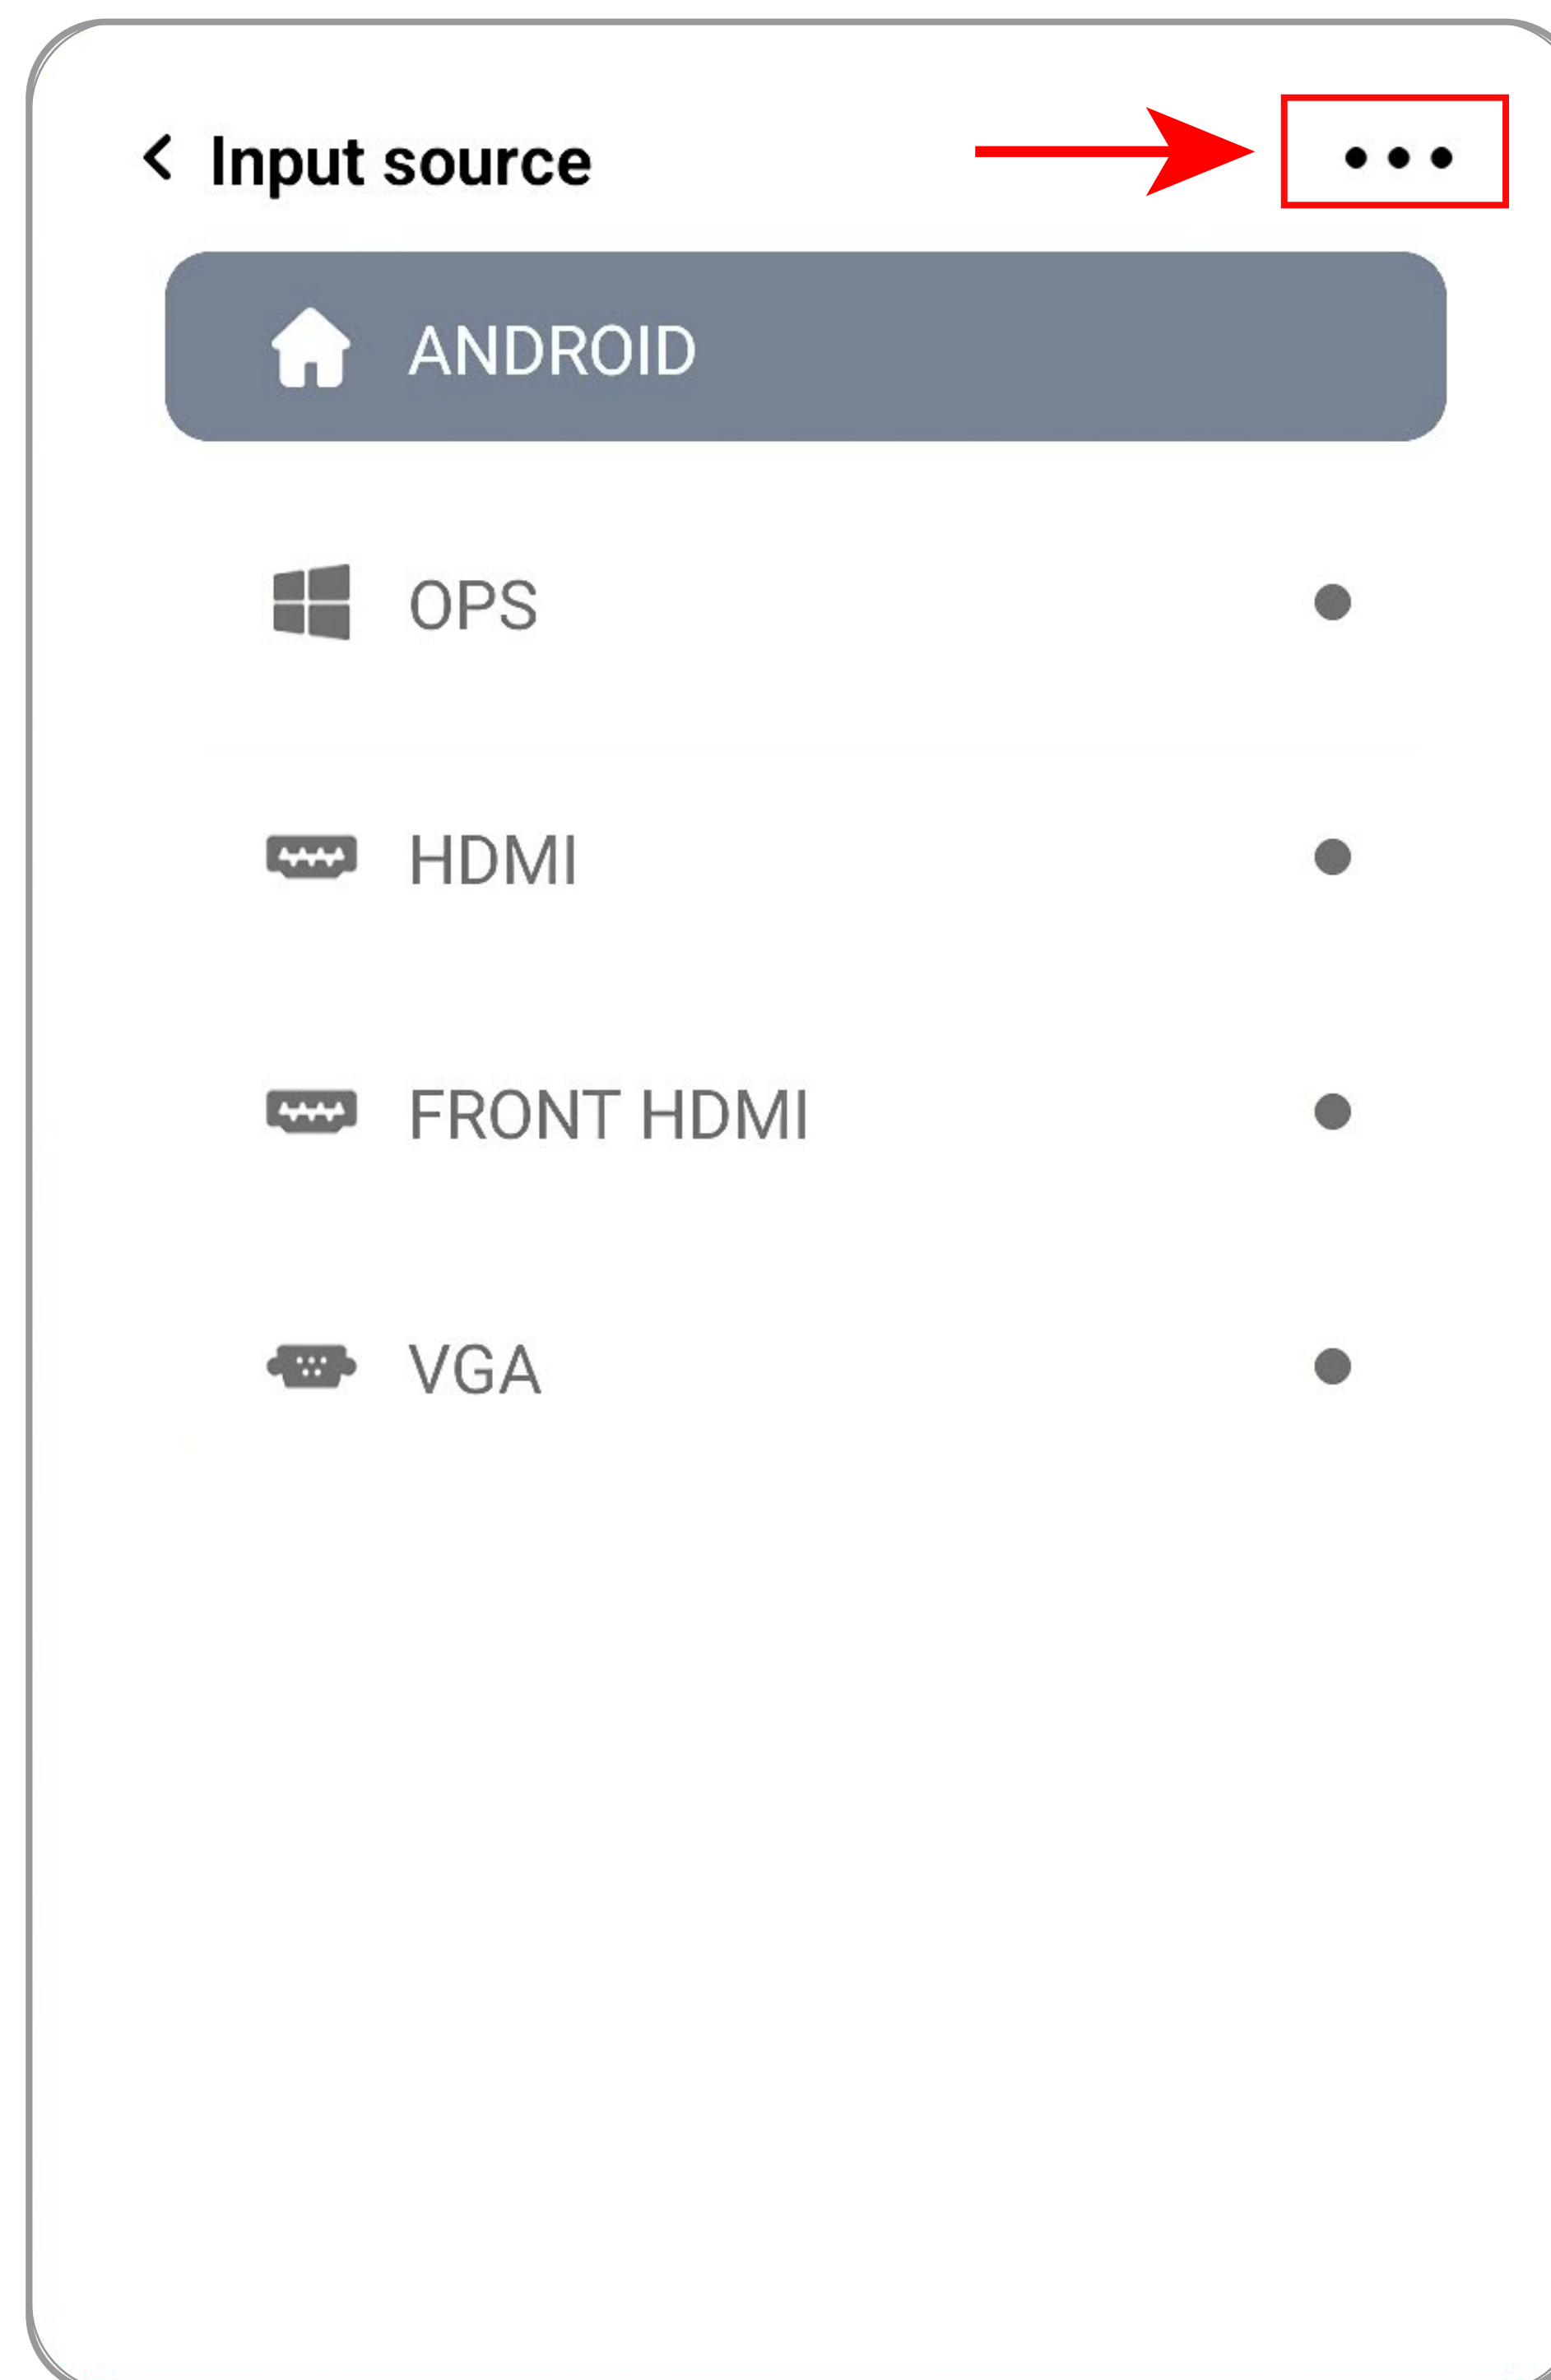 Input source
ANDROID
OPS
HDMI
FRONT HDMI
VGA